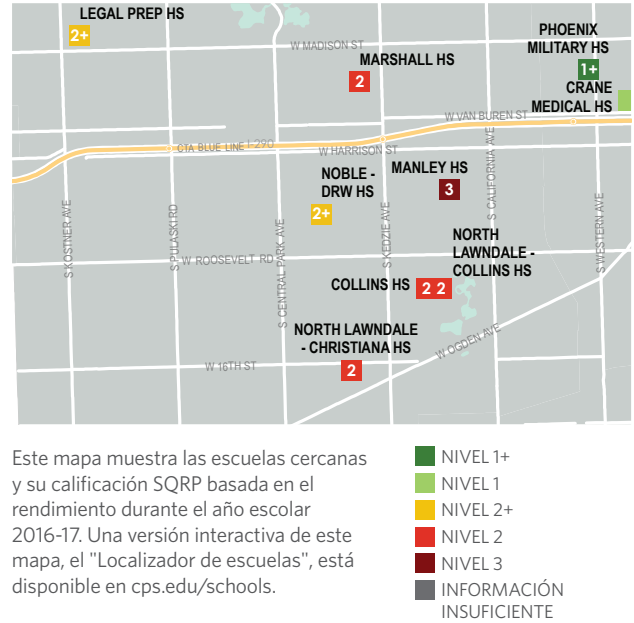 LEGAL PREP HS
2+
W MADISON ST
PHOENIX
MILITARY HS
1+
MARSHALL HS
2
CRANE
MEDICAL HS
W VAN BUREN ST
CTA BLUE LINE I-290
W HARRISON ST
NOBLE -
DRW HS
2+
MANLEY HS
3
S KOSTNER AVE
S PULASKI RD
S CENTRAL PARK AVE
S KEDZIE AVE
S CALIFORNIA AVE
S WESTERN AVE
NORTH
LAWNDALE -
COLLINS HS
W ROOSEVELT RD
COLLINS HS
2 2
NORTH LAWNDALE
- CHRISTIANA HS
2
W OGDEN AVE
W 16TH ST
Este mapa muestra las escuelas cercanas
y su calificación SQRP basada en el
rendimiento durante el año escolar
2016-17. Una versión interactiva de este
mapa, el "Localizador de escuelas", está
disponible en cps.edu/schools.
NIVEL 1+
NIVEL 1
NIVEL 2+
NIVEL 2
NIVEL 3
INFORMACIÓN
INSUFICIENTE